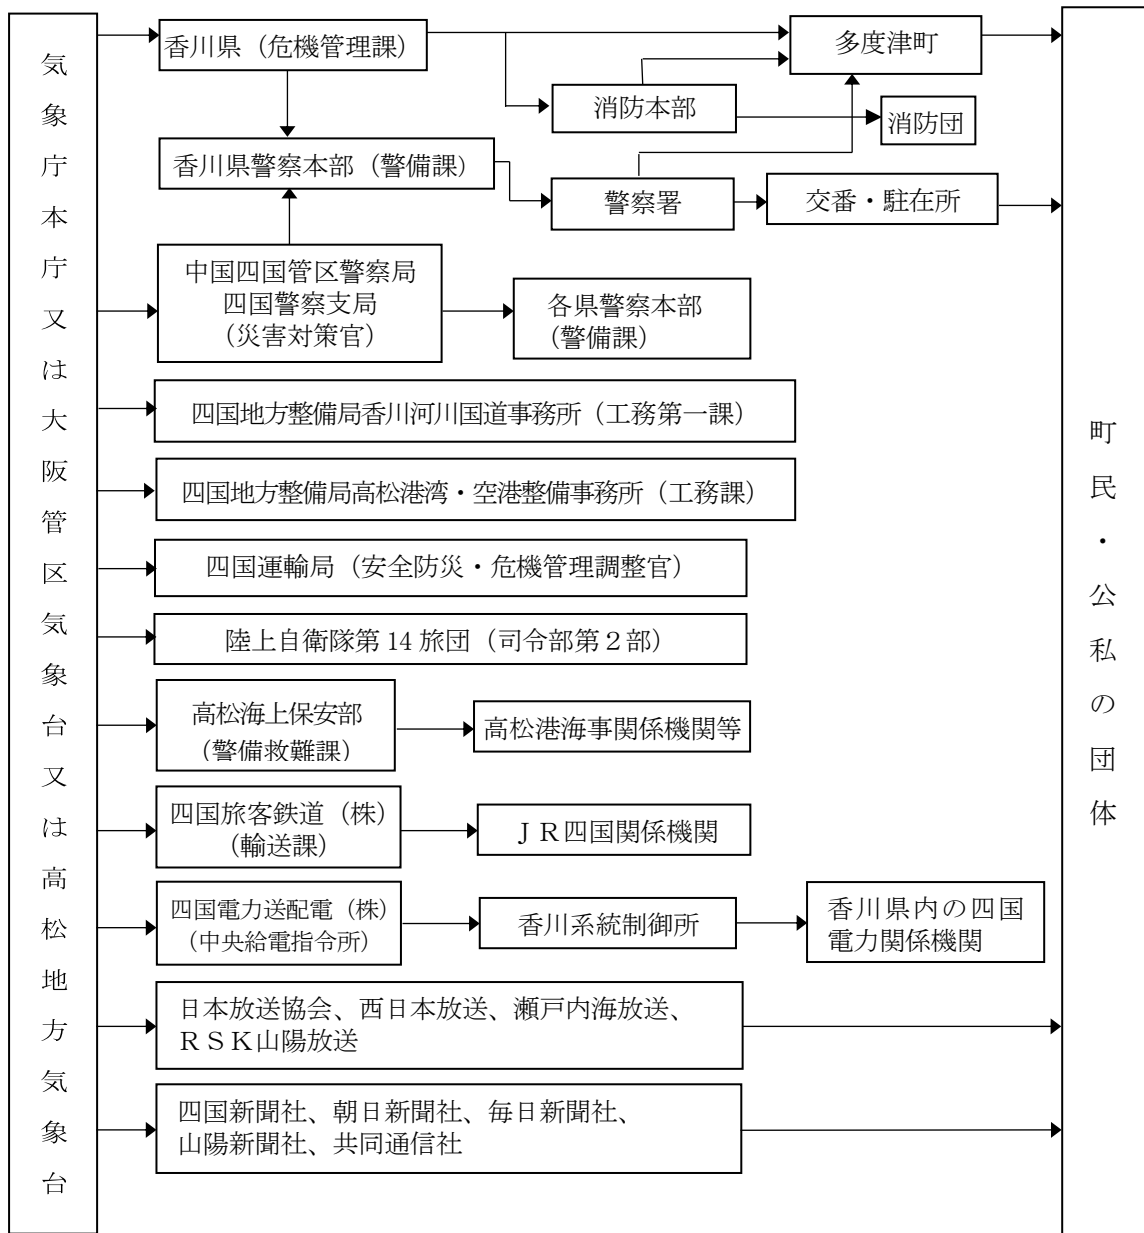 気象庁本庁又は大阪管区気象台又は高松地方気象台
香川県（危機管理課）
多度津町
消防本部
消防団
香川県警察本部（警備課）
警察署
交番・駐在所
中国四国管区警察局
四国警察支局
（災害対策官）
各県警察本部
（警備課）
四国地方整備局香川河川国道事務所（工務第一課）
四国地方整備局高松港湾・空港整備事務所（工務課）
四国運輸局（安全防災・危機管理調整官）
陸上自衛隊第 14 旅団（司令部第２部）
高松海上保安部
（警備救難課）
高松港海事関係機関等
四国旅客鉄道（株）
（輸送課）
ＪＲ四国関係機関
四国電力送配電（株）
（中央給電指令所）
香川系統制御所
香川県内の四国
電力関係機関
日本放送協会、西日本放送、瀬戸内海放送、
ＲＳＫ山陽放送
四国新聞社、朝日新聞社、毎日新聞社、
山陽新聞社、共同通信社
町民・公私の団体